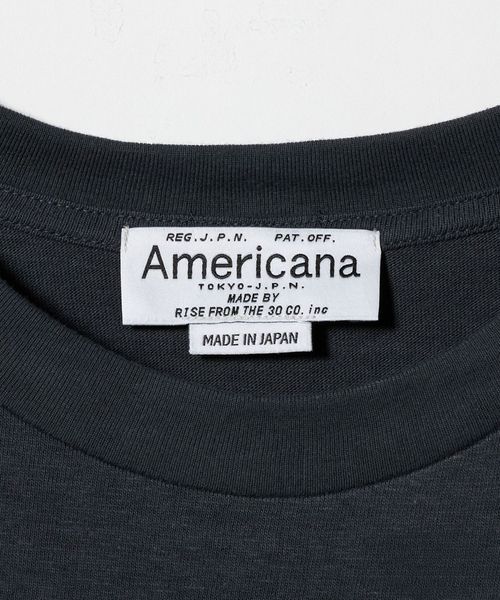 REG.J.P.N. PAT.OFF.
Americana
TOKYO-J.P.N.
MADE BY
RISE FROM THE 30 CO. inc
MADE IN JAPAN